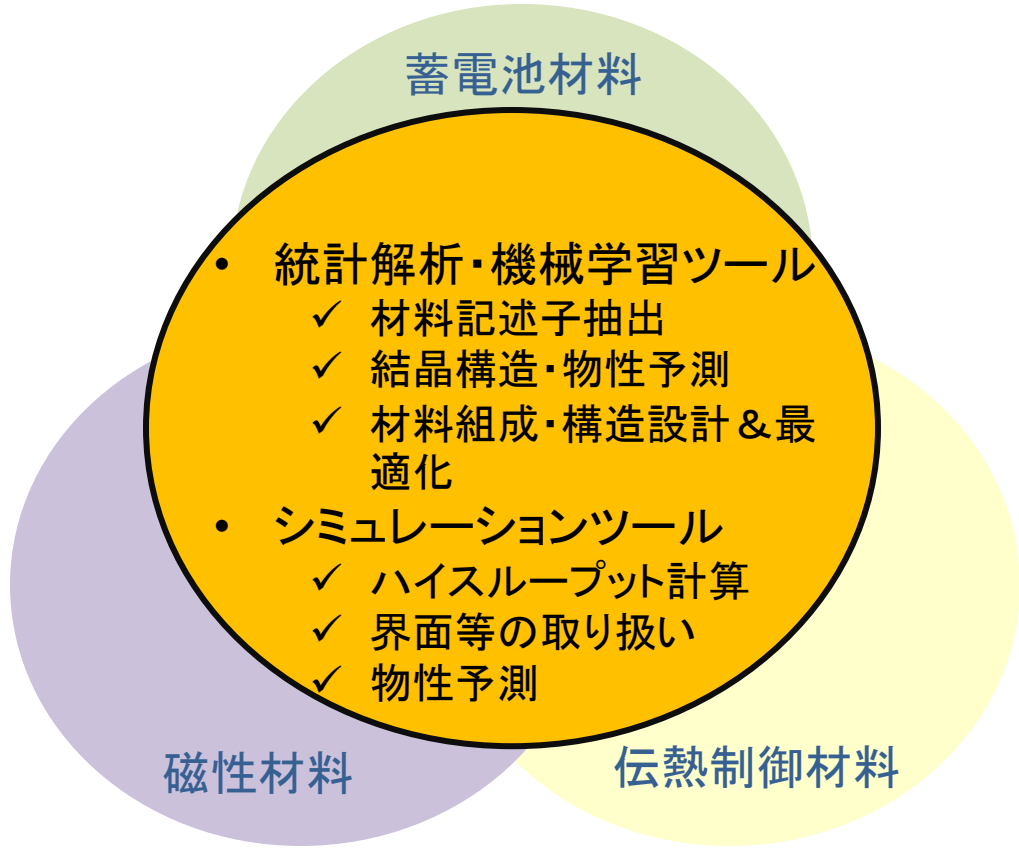 蓄電池材料
• 統計解析・機械学習ツール
✓ 材料記述子抽出
✓ 結晶構造・物性予測
✓ 材料組成・構造設計＆最
適化
• シミュレーションツール
✓ ハイスループット計算
✓ 界面等の取り扱い
✓ 物性予測
磁性材料
伝熱制御材料